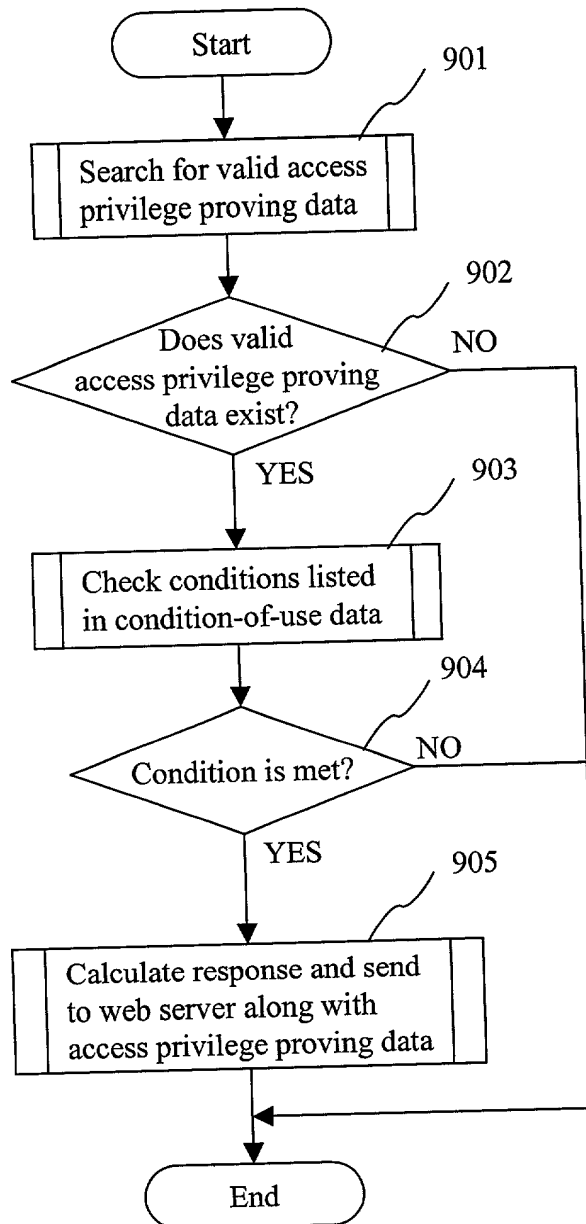 Start
901
Search for valid access
privilege proving data
902
Does valid
access privilege proving
data exist?
NO
YES
903
Check conditions listed
in condition-of-use data
904
Condition is met?
NO
YES
905
Calculate response and send
to web server along with
access privilege proving data
End